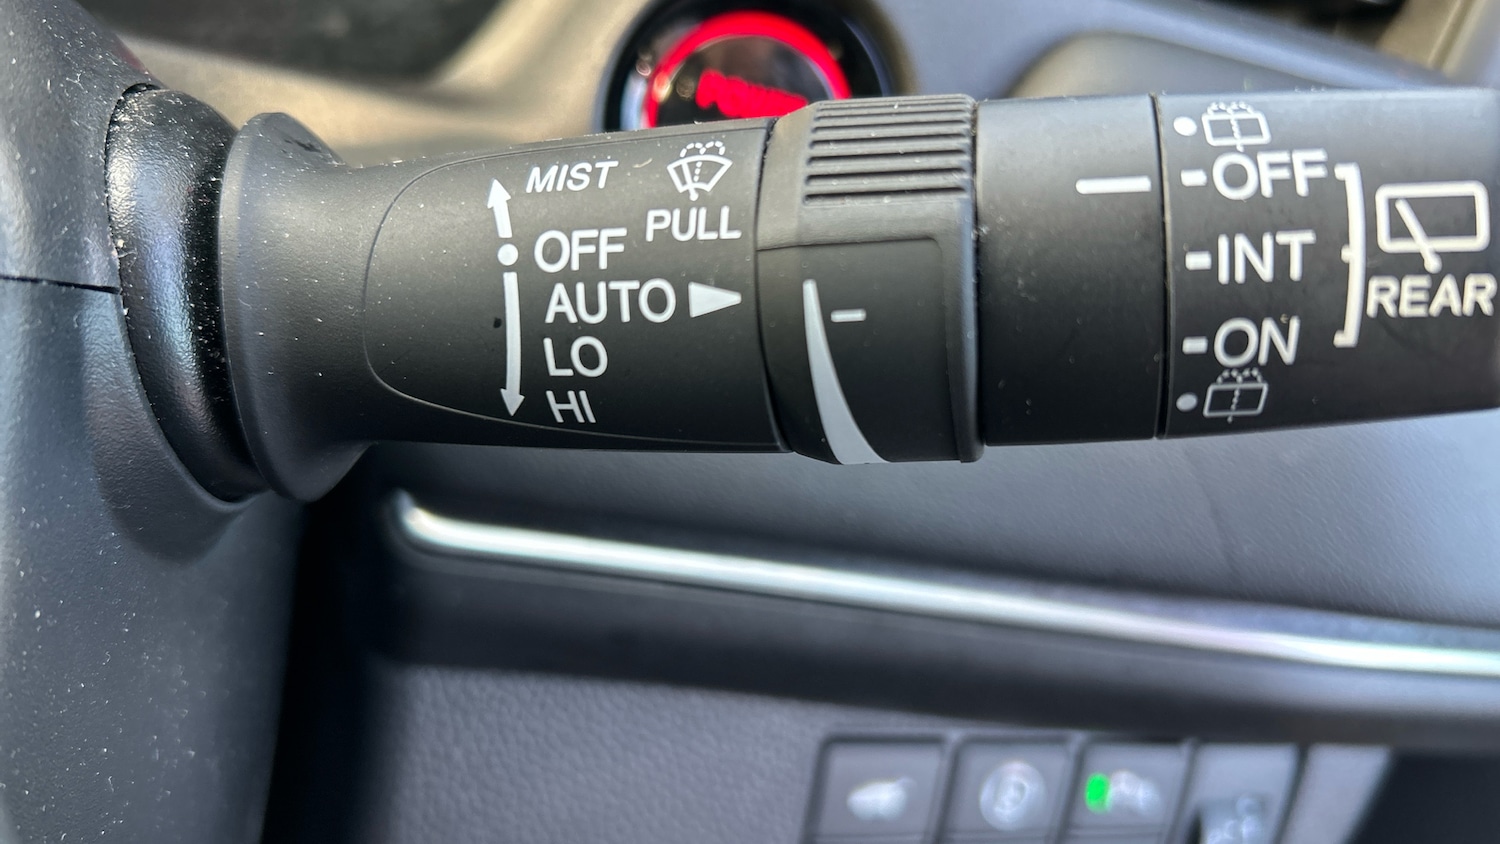 MIST
PULL
OFF
AUTO
LO
HI
OFF
INT
ON
REAR